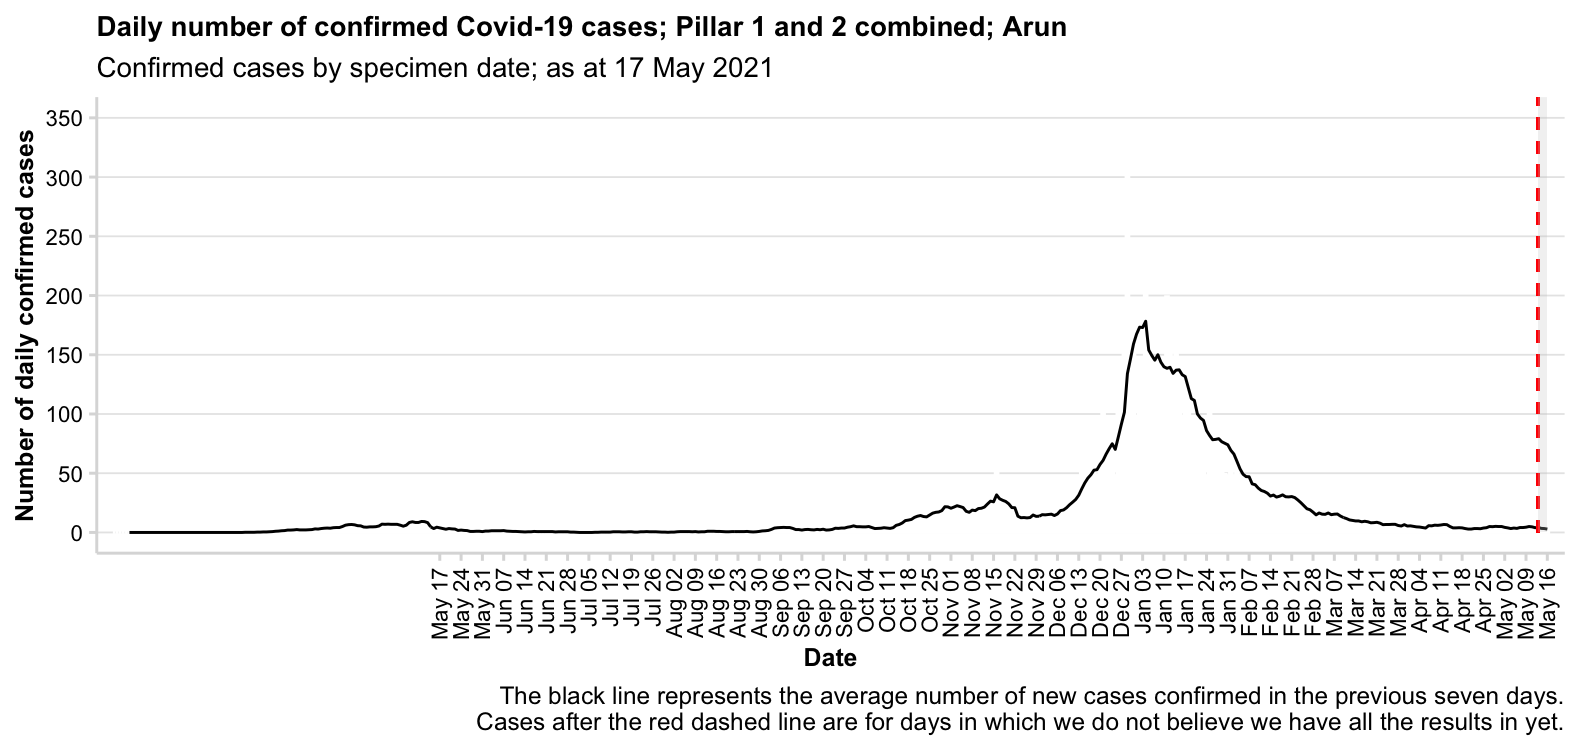 Daily number of confirmed Covid-19 cases; Pillar 1 and 2 combined; Arun
Confirmed cases by specimen date; as at 17 May 2021
Number of daily confirmed cases
350
300
250
200
150
100
50
0
May 17
May 24
May 31
Jun 07
Jun 14
Jun 21
Jun 28
Jul 05
Jul 12
Jul 19
Jul 26
Aug 02
Aug 09
Aug 16
Aug 23
Aug 30
Sep 06
Sep 13
Sep 20
Sep 27
Oct 04
Oct 11
Oct 18
Oct 25
Nov 01
Nov 08
Nov 15
Nov 22
Nov 29
Dec 06
Dec 13
Dec 20
Dec 27
Jan 03
Jan 10
Jan 17
Jan 24
Jan 31
Feb 07
Feb 14
Feb 21
Feb 28
Mar 07
Mar 14
Mar 21
Mar 28
Apr 04
Apr 11
Apr 18
Apr 25
May 02
May 09
May 16
Date
The black line represents the average number of new cases confirmed in the previous seven days.
Cases after the red dashed line are for days in which we do not believe we have all the results in yet.